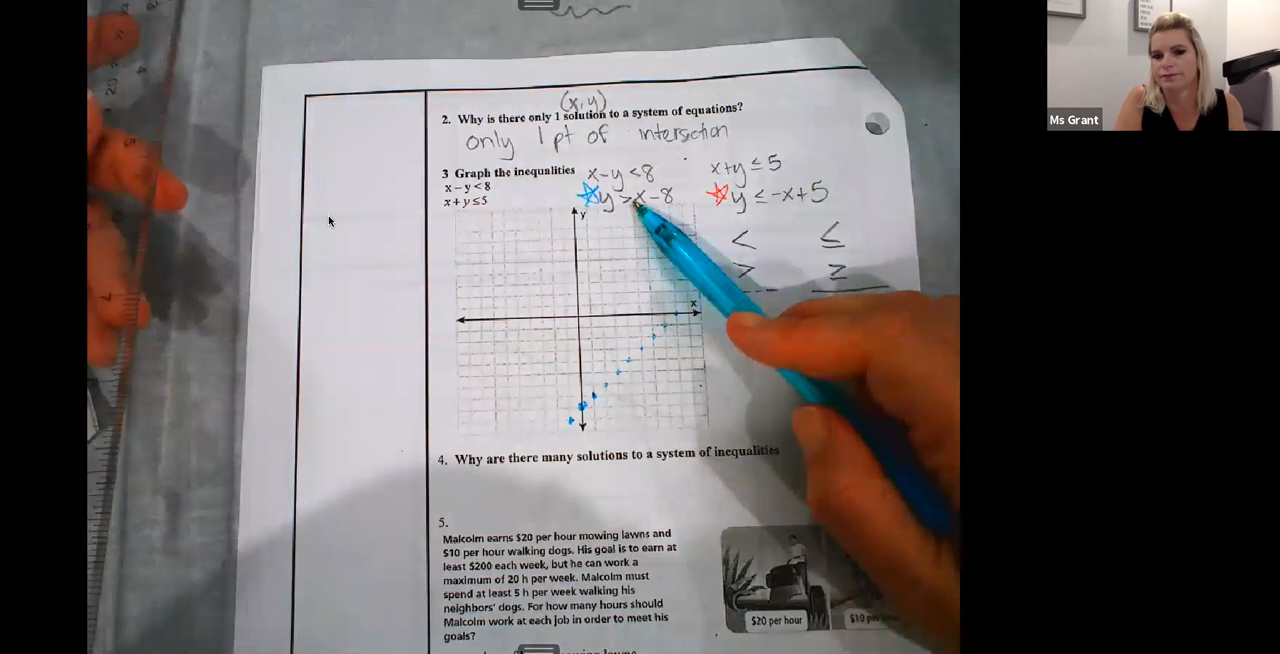 (x,y)
2. Why is there only 1 solution to a system of equations?
only 1 pt of intersection
3 Graph the inequalities
x - y < 8
x + y ≤ 5
x-y <8
y > x-8
x+y ≤ 5
y ≤ -x+5
< ≤
> ≥
y
x
4. Why are there many solutions to a system of inequalities
5.
Malcolm earns $20 per hour mowing lawns and
$10 per hour walking dogs. His goal is to earn at
least $200 each week, but he can work a
maximum of 20 h per week. Malcolm must
spend at least 5 h per week walking his
neighbors' dogs. For how many hours should
Malcolm work at each job in order to meet his
goals?
$20 per hour
$10 per
Ms Grant